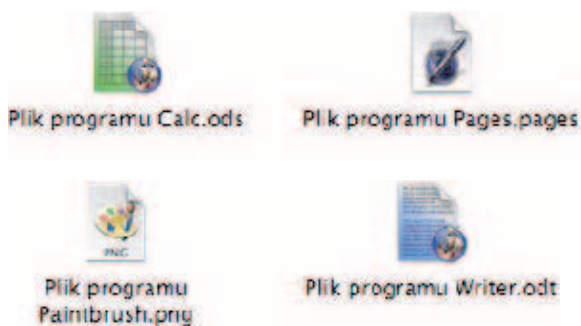 Plik programu Calc.ods
Plik programu Pages.pages
PNG
Plik programu
Paintbrush.png
Plik programu Writer.odt